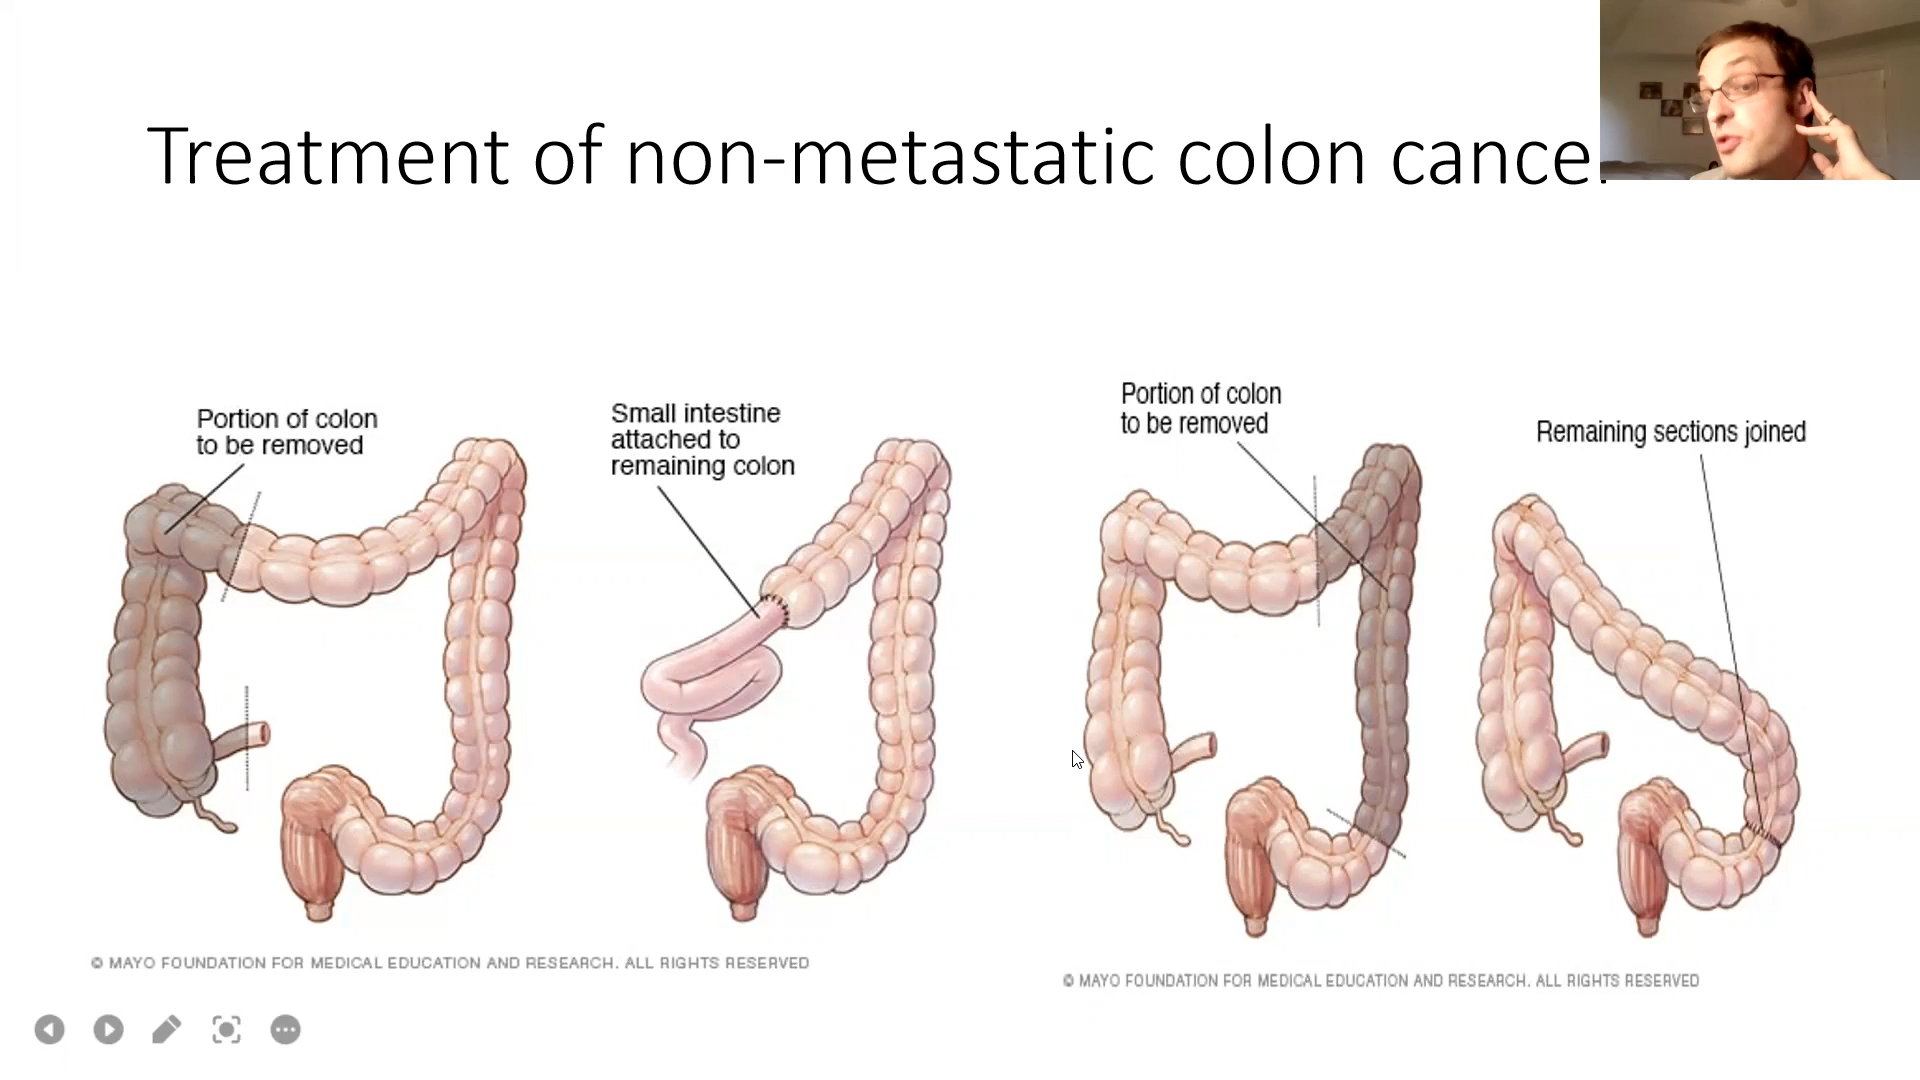 Treatment of non-metastatic colon cancer
Portion of colon
to be removed
Small intestine
attached to
remaining colon
Portion of colon
to be removed
Remaining sections joined
© MAYO FOUNDATION FOR MEDICAL EDUCATION AND RESEARCH. ALL RIGHTS RESERVED
© MAYO FOUNDATION FOR MEDICAL EDUCATION AND RESEARCH. ALL RIGHTS RESERVED